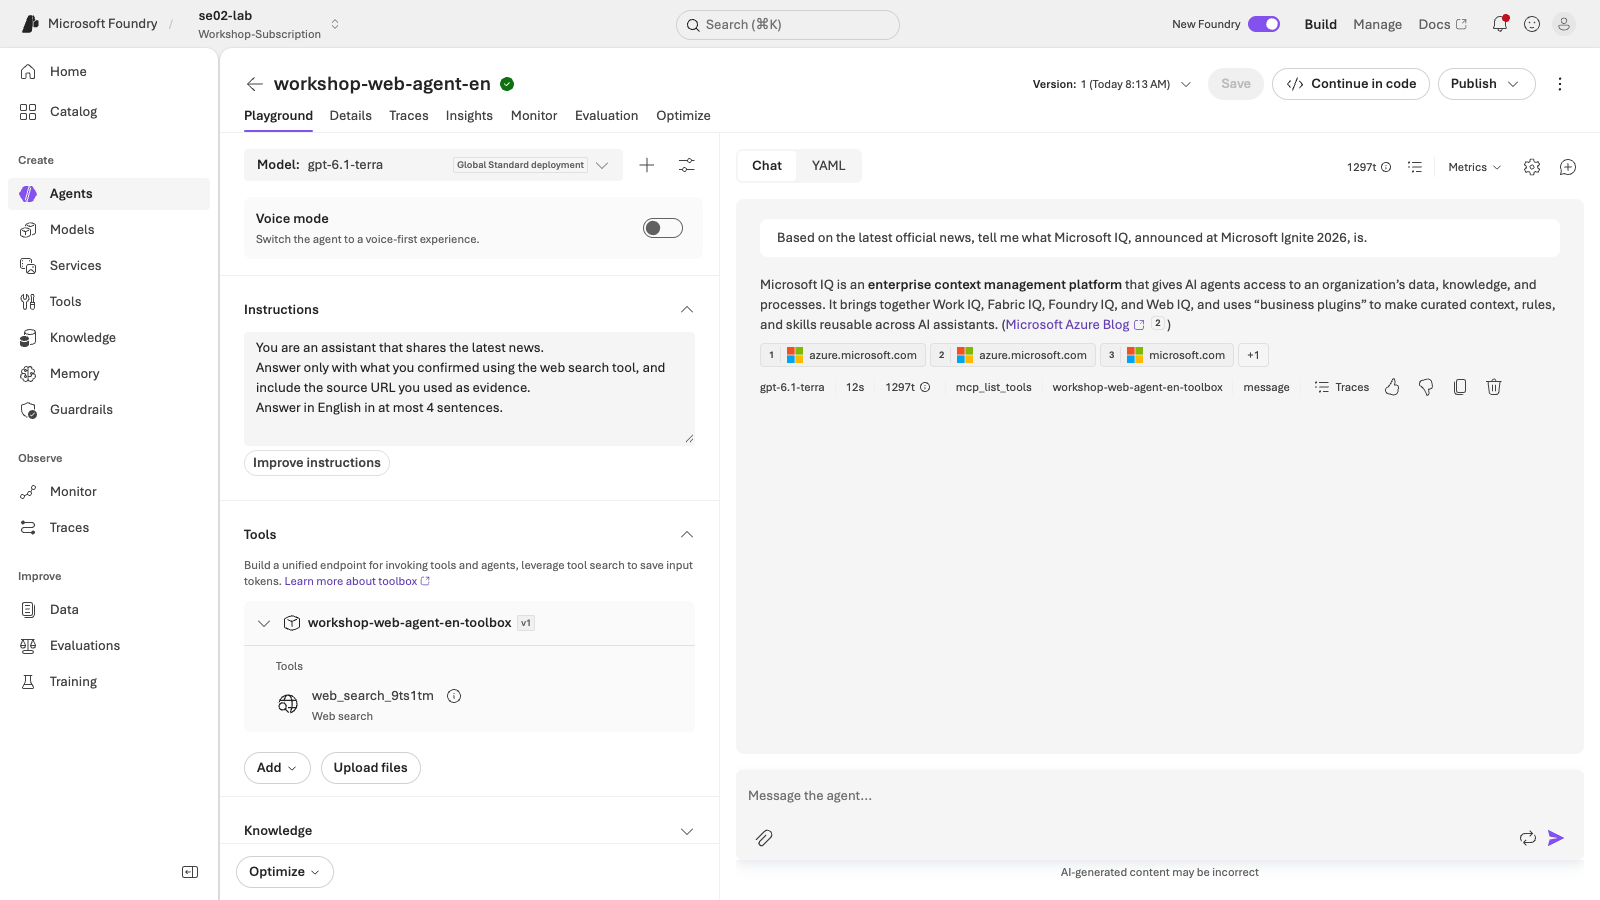 Microsoft Foundry / se02-lab
Workshop-Subscription
Search (⌘K)
New Foundry
Build
Manage
Docs
Home
Catalog
Create
Agents
Models
Services
Tools
Knowledge
Memory
Guardrails
Observe
Monitor
Traces
Improve
Data
Evaluations
Training
workshop-web-agent-en
Version: 1 (Today 8:13 AM)
Save
Continue in code
Publish
Playground
Details
Traces
Insights
Monitor
Evaluation
Optimize
Model: gpt-6.1-terra
Global Standard deployment
Voice mode
Switch the agent to a voice-first experience.
Instructions
You are an assistant that shares the latest news.
Answer only with what you confirmed using the web search tool, and
include the source URL you used as evidence.
Answer in English in at most 4 sentences.
Improve instructions
Tools
Build a unified endpoint for invoking tools and agents, leverage tool search to save input
tokens. Learn more about toolbox
workshop-web-agent-en-toolbox v1
Tools
web_search_9ts1tm
Web search
Add
Upload files
Knowledge
Optimize
Chat
YAML
1297t
Metrics
Based on the latest official news, tell me what Microsoft IQ, announced at Microsoft Ignite 2026, is.
Microsoft IQ is an enterprise context management platform that gives AI agents access to an organization’s data, knowledge, and
processes. It brings together Work IQ, Fabric IQ, Foundry IQ, and Web IQ, and uses “business plugins” to make curated context, rules,
and skills reusable across AI assistants. (Microsoft Azure Blog 2 )
1 azure.microsoft.com
2 azure.microsoft.com
3 microsoft.com
+1
gpt-6.1-terra
12s
1297t
mcp_list_tools
workshop-web-agent-en-toolbox
message
Traces
Message the agent...
AI-generated content may be incorrect